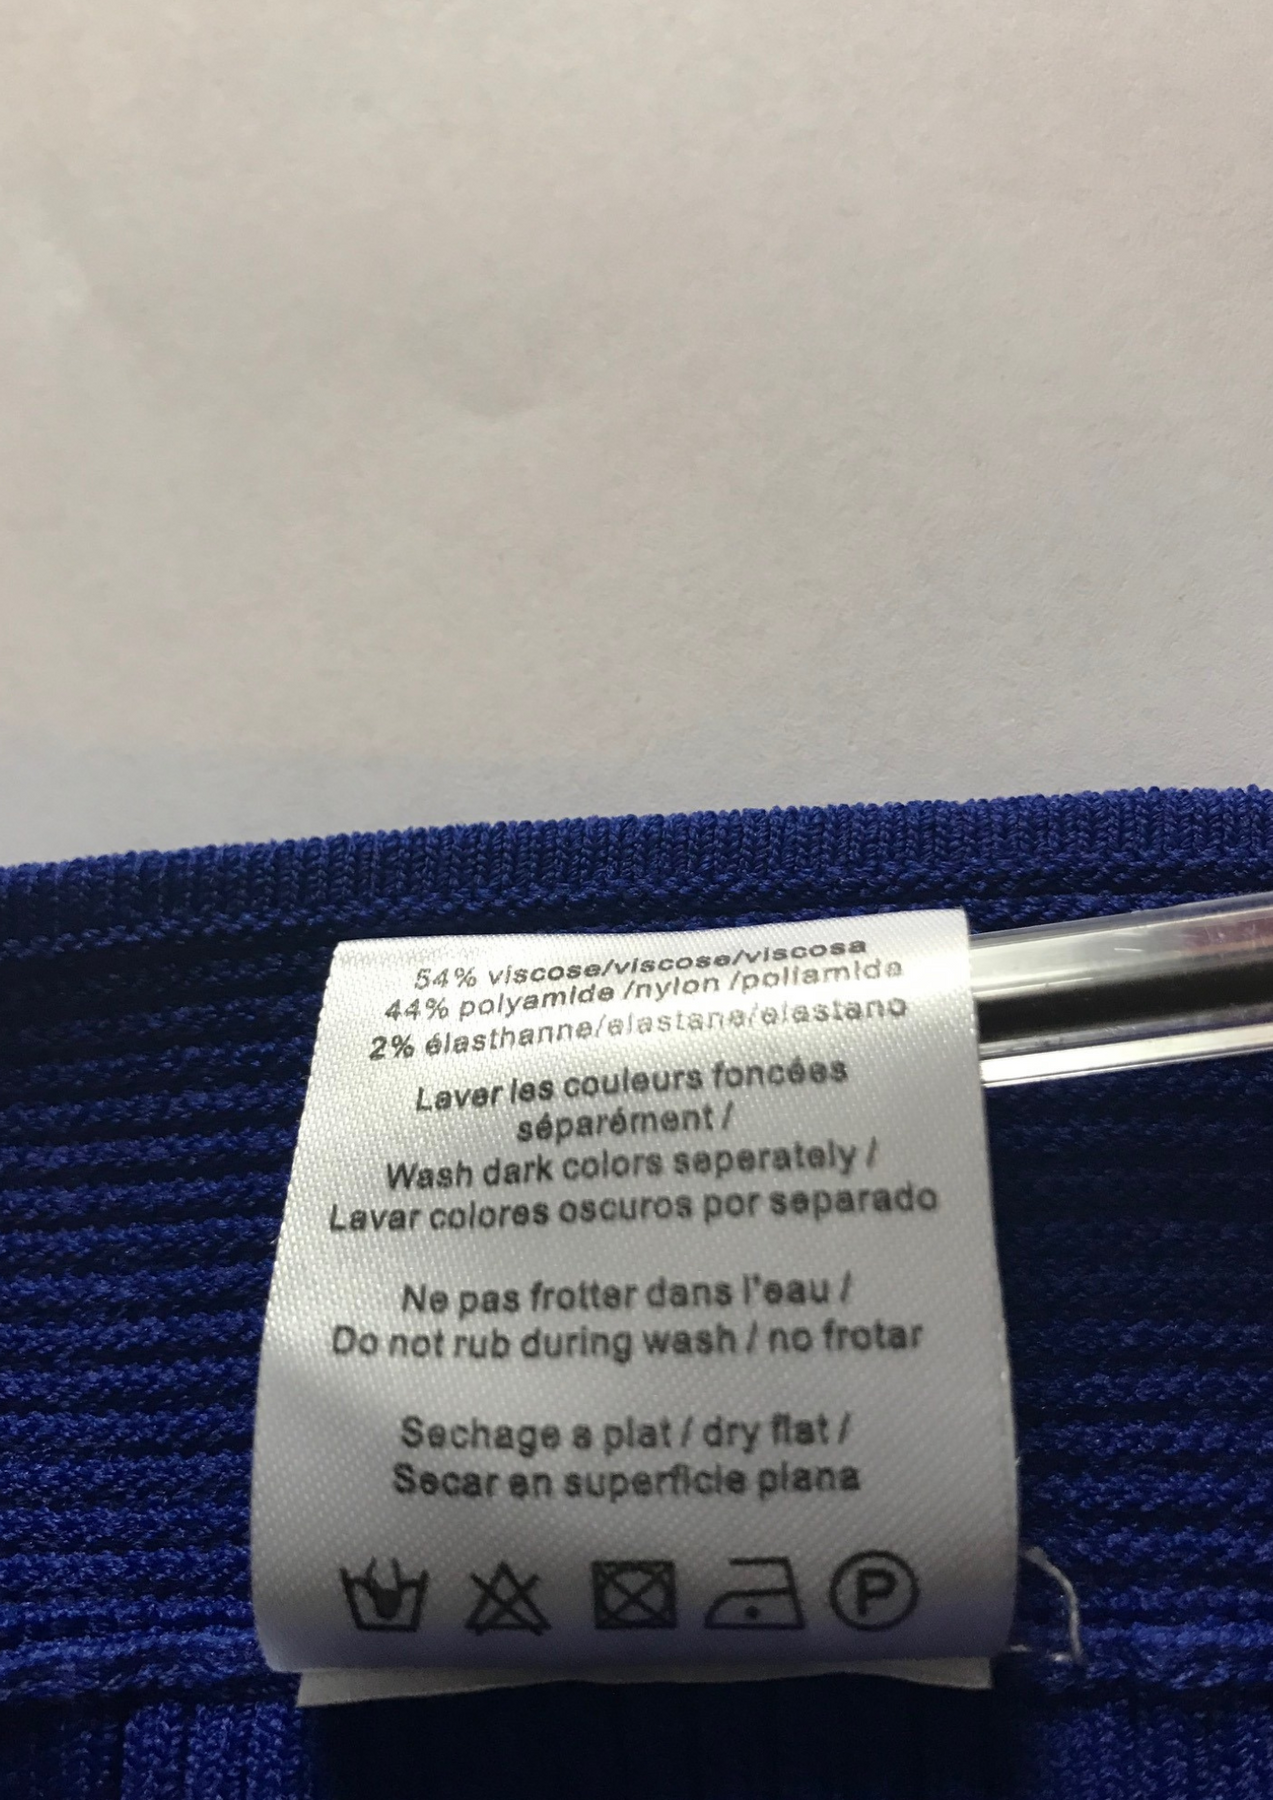 54% viscose/viscose/viscosa
44% polyamide /nylon /poliamida
2% élasthanne/elastane/elastano
Laver les couleurs foncées
séparément /
Wash dark colors seperately /
Lavar colores oscuros por separado
Ne pas frotter dans l'eau /
Do not rub during wash / no frotar
Sechage a plat / dry flat /
Secar en superficie plana
P